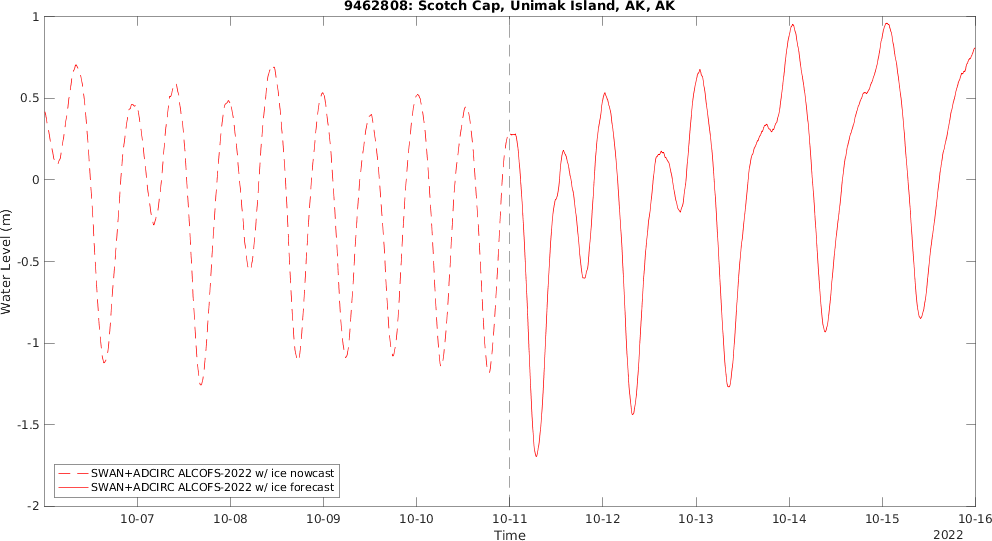 9462808: Scotch Cap, Unimak Island, AK, AK
Water Level (m)
1
0.5
0
-0.5
-1
-1.5
-2
SWAN+ADCIRC ALCOFS-2022 w/ ice nowcast
SWAN+ADCIRC ALCOFS-2022 w/ ice forecast
10-07 10-08 10-09 10-10 10-11 10-12 10-13 10-14 10-15 10-16
Time
2022